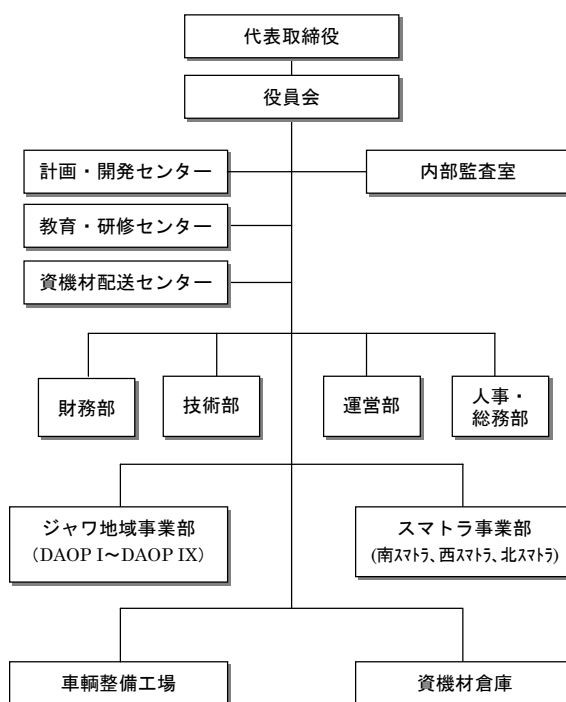 代表取締役
役員会
計画・開発センター
内部監査室
教育・研修センター
資機材配送センター
財務部
技術部
運営部
人事・
総務部
ジャワ地域事業部
（DAOP I～DAOP IX）
スマトラ事業部
(南ｽﾏﾄﾗ、西ｽﾏﾄﾗ、北ｽﾏﾄﾗ)
車輌整備工場
資機材倉庫